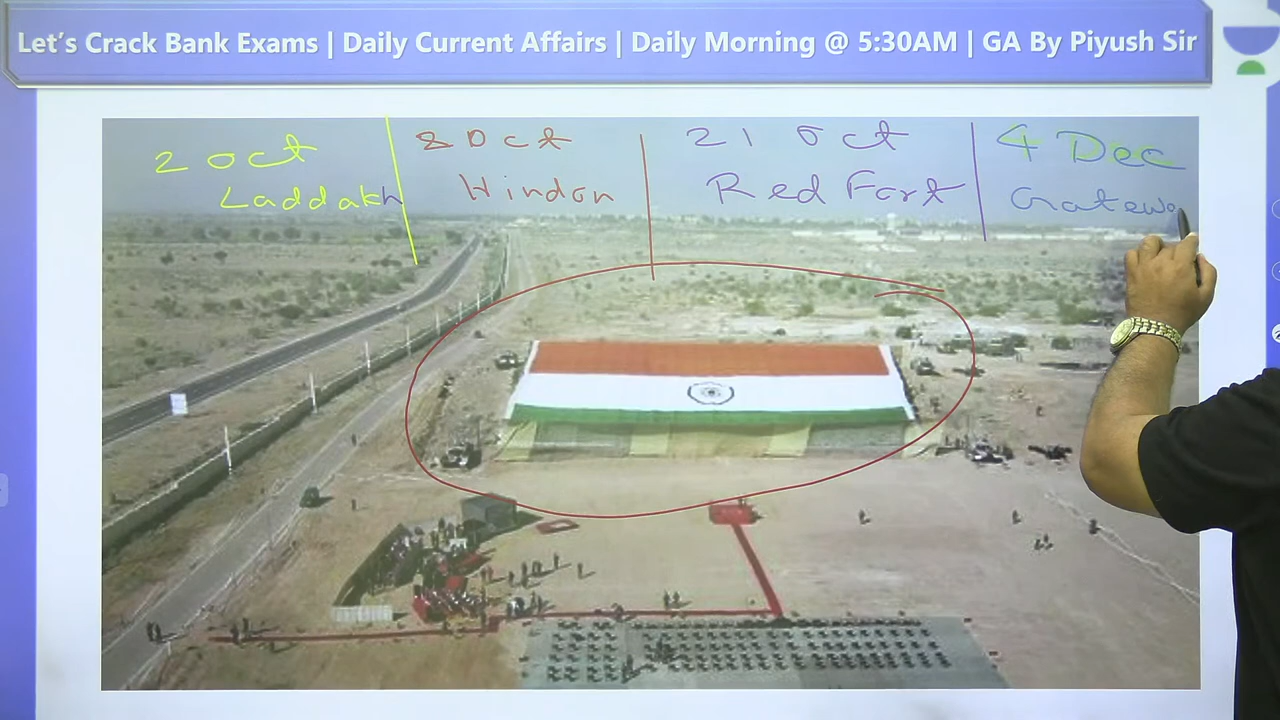 Let's Crack Bank Exams | Daily Current Affairs | Daily Morning @ 5:30AM | GA By Piyush Sir
2 oct
Laddakh
8 Oct
Hindon
21 Oct
Red Fort
4 Dec
Gatewa